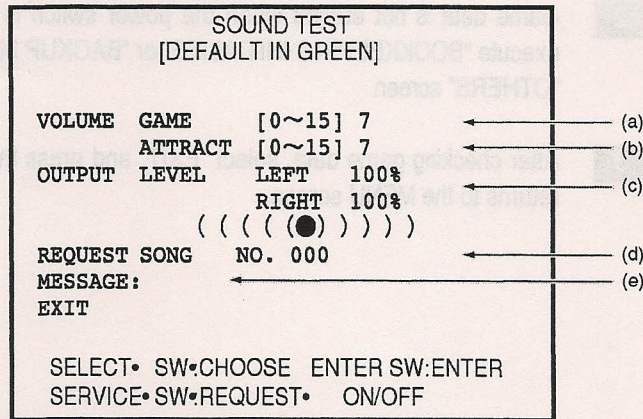 SOUND TEST
[DEFAULT IN GREEN]
VOLUME GAME [0~15] 7 (a)
ATTRACT [0~15] 7 (b)
OUTPUT LEVEL LEFT 100% (c)
RIGHT 100%
( ( ( ( (●) ) ) ) )
REQUEST SONG NO. 000 (d)
MESSAGE: (e)
EXIT
SELECT• SW•CHOOSE ENTER SW:ENTER
SERVICE•SW•REQUEST• ON/OFF